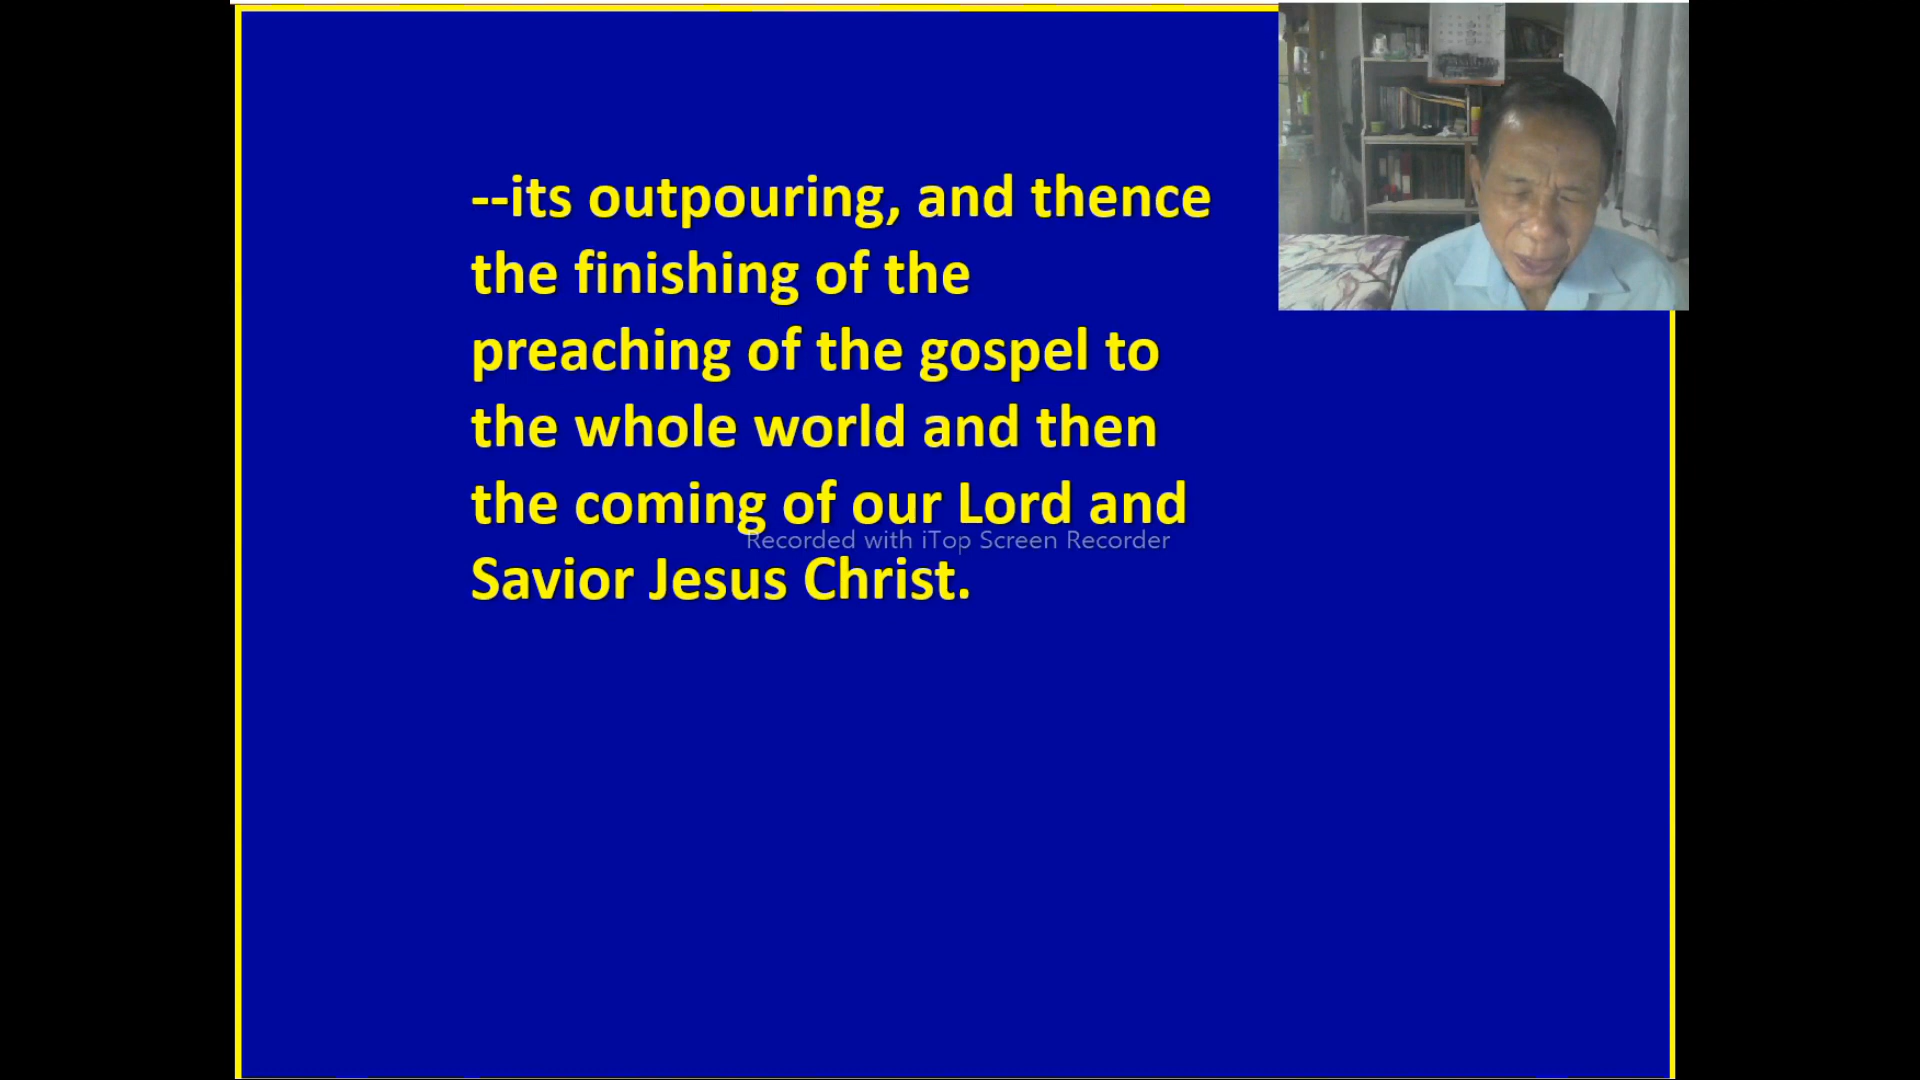 --its outpouring, and thence
the finishing of the
preaching of the gospel to
the whole world and then
the coming of our Lord and
Recorded with iTop Screen Recorder
Savior Jesus Christ.